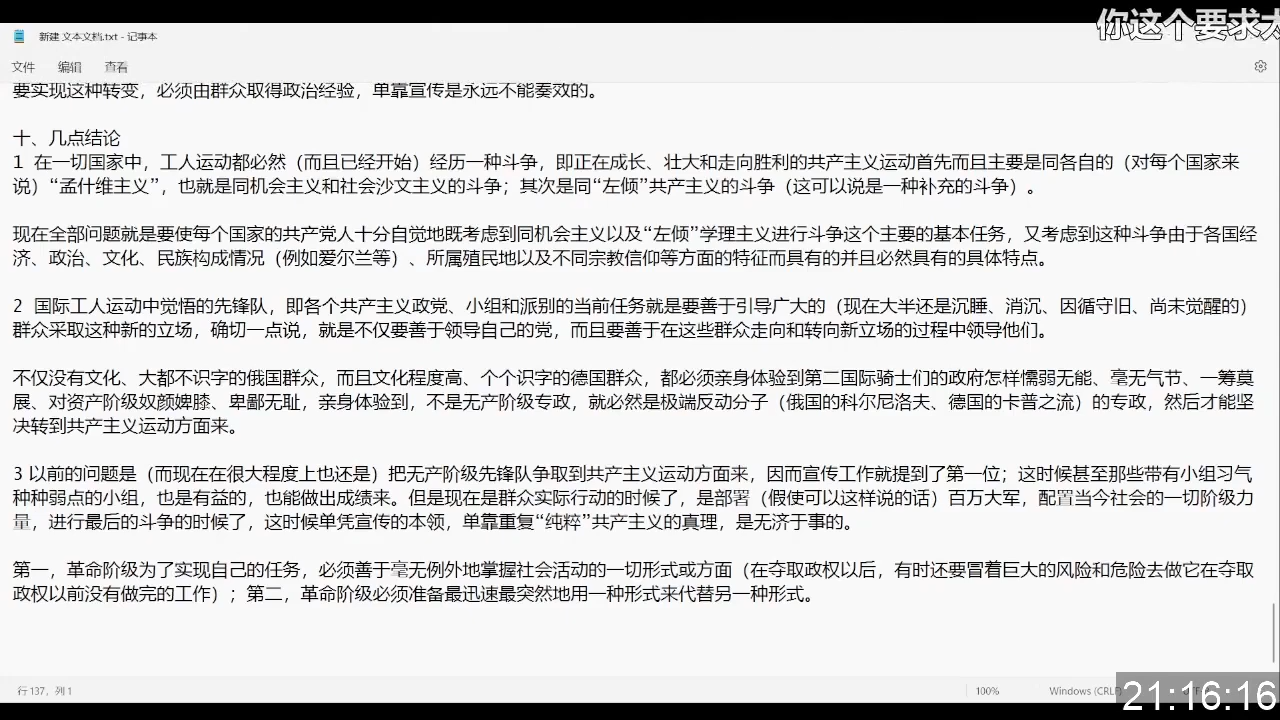 你这个要求
新建 文本文档.txt - 记事本
文件 编辑 查看
要实现这种转变，必须由群众取得政治经验，单靠宣传是永远不能奏效的。
十、几点结论
1 在一切国家中，工人运动都必然（而且已经开始）经历一种斗争，即正在成长、壮大和走向胜利的共产主义运动首先而且主要是同各自的（对每个国家来
说）“孟什维主义”，也就是同机会主义和社会沙文主义的斗争；其次是同“左倾”共产主义的斗争（这可以说是一种补充的斗争）。
现在全部问题就是要使每个国家的共产党人十分自觉地既考虑到同机会主义以及“左倾”学理主义进行斗争这个主要的基本任务，又考虑到这种斗争由于各国经
济、政治、文化、民族构成情况（例如爱尔兰等）、所属殖民地以及不同宗教信仰等方面的特征而具有的并且必然具有的具体特点。
2 国际工人运动中觉悟的先锋队，即各个共产主义政党、小组和派别的当前任务就是要善于引导广大的（现在大半还是沉睡、消沉、因循守旧、尚未觉醒的）
群众采取这种新的立场，确切一点说，就是不仅要善于领导自己的党，而且要善于在这些群众走向和转向新立场的过程中领导他们。
不仅没有文化、大都不识字的俄国群众，而且文化程度高、个个识字的德国群众，都必须亲身体验到第二国际骑士们的政府怎样懦弱无能、毫无气节、一筹莫
展、对资产阶级奴颜婢膝、卑鄙无耻，亲身体验到，不是无产阶级专政，就必然是极端反动分子（俄国的科尔尼洛夫、德国的卡普之流）的专政，然后才能坚
决转到共产主义运动方面来。
3 以前的问题是（而现在在很大程度上也还是）把无产阶级先锋队争取到共产主义运动方面来，因而宣传工作就提到了第一位；这时候甚至那些带有小组习气
种种弱点的小组，也是有益的，也能做出成绩来。但是现在是群众实际行动的时候了，是部署（假使可以这样说的话）百万大军，配置当今社会的一切阶级力
量，进行最后的斗争的时候了，这时候单凭宣传的本领，单靠重复“纯粹”共产主义的真理，是无济于事的。
第一，革命阶级为了实现自己的任务，必须善于毫无例外地掌握社会活动的一切形式或方面（在夺取政权以后，有时还要冒着巨大的风险和危险去做它在夺取
政权以前没有做完的工作）；第二，革命阶级必须准备最迅速最突然地用一种形式来代替另一种形式。
行 137，列 1 100% Windows (CRLF)
21:16:16